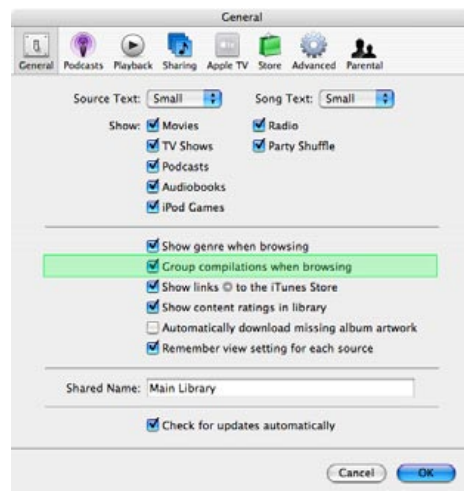 General
General Podcasts Playback Sharing Apple TV Store Advanced Parental
Source Text: Small Song Text: Small
Show: Movies Radio
TV Shows Party Shuffle
Podcasts
Audiobooks
iPod Games
Show genre when browsing
Group compilations when browsing
Show links to the iTunes Store
Show content ratings in library
Automatically download missing album artwork
Remember view setting for each source
Shared Name: Main Library
Check for updates automatically
Cancel OK